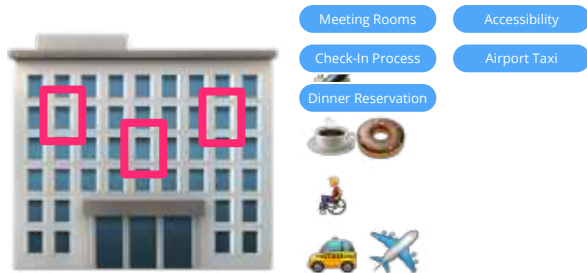 Meeting Rooms
Accessibility
Check-In Process
Airport Taxi
Dinner Reservation